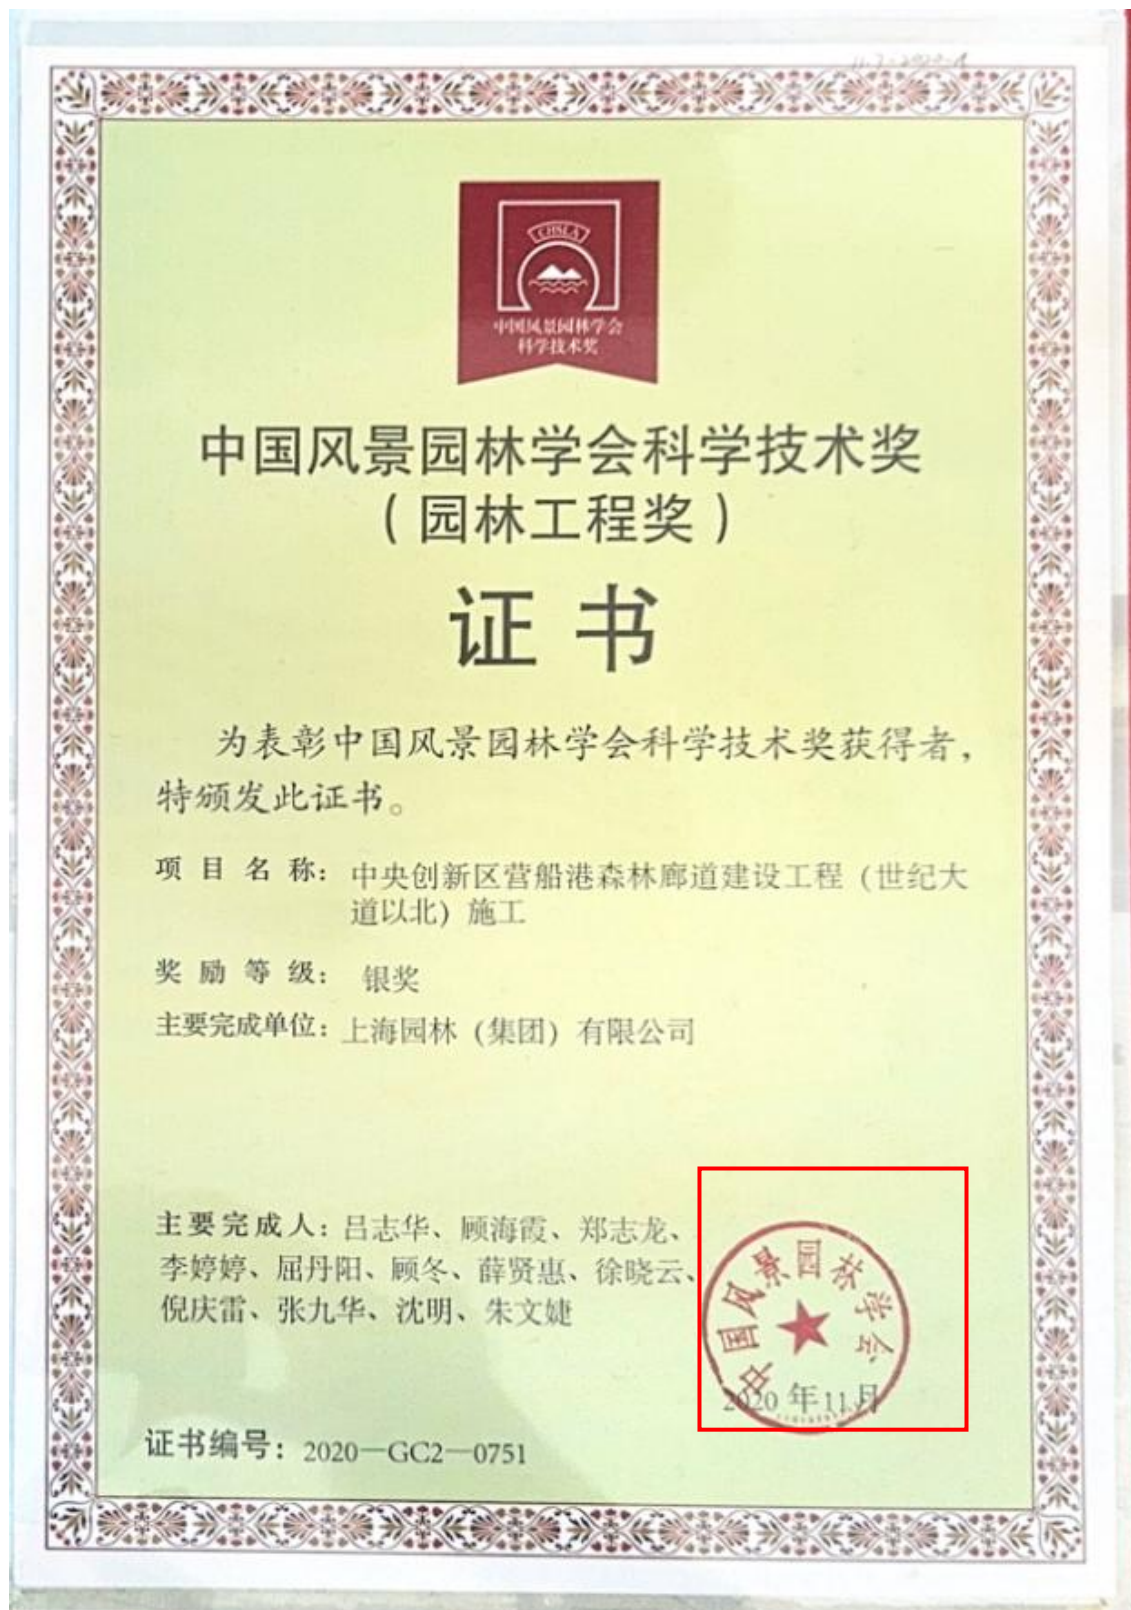 CHSLA
中国风景园林学会
科学技术奖
中国风景园林学会科学技术奖
（园林工程奖）
证书
为表彰中国风景园林学会科学技术奖获得者，
特颁发此证书。
项目名称：中央创新区营船港森林廊道建设工程（世纪大
道以北）施工
奖励等级：银奖
主要完成单位：上海园林（集团）有限公司
主要完成人：吕志华、顾海霞、郑志龙、
李婷婷、屈丹阳、顾冬、薛贤惠、徐晓云、
倪庆雷、张九华、沈明、朱文婕
中国风景园林学会
2020年11月
证书编号：2020—GC2—0751